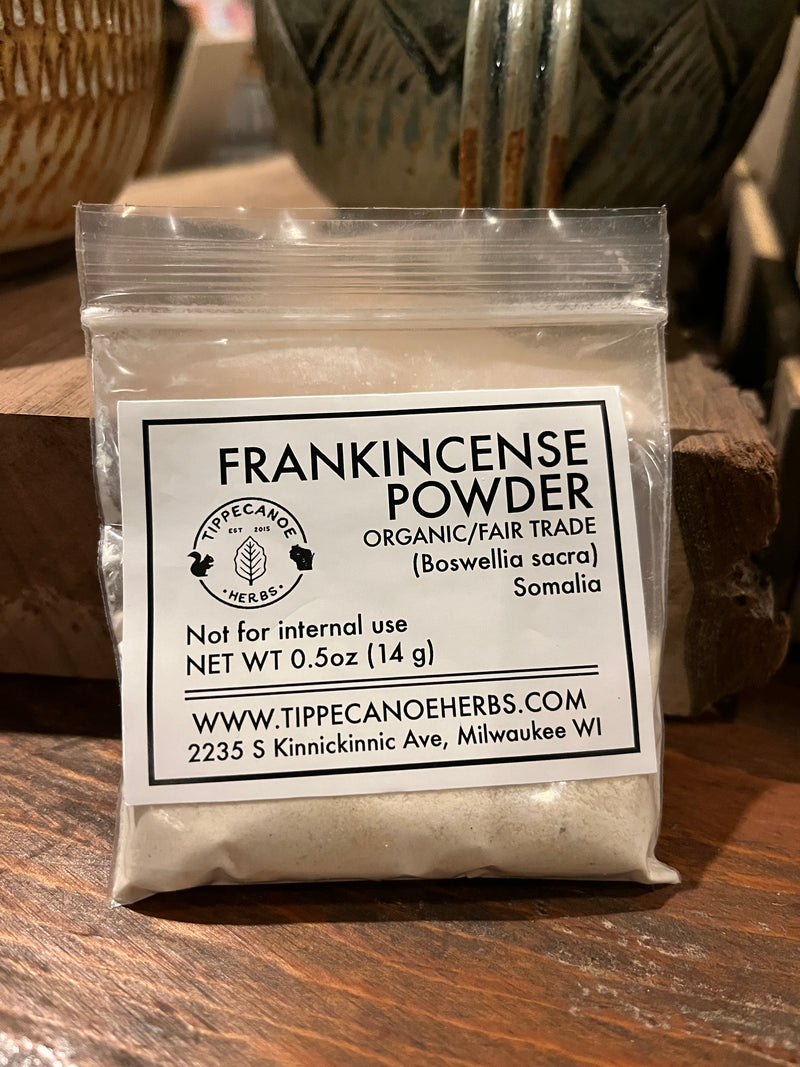 FRANKINCENSE
POWDER
ORGANIC/FAIR TRADE
(Boswellia sacra)
Somalia
TIPPECANOE
EST 2015
• HERBS •
Not for internal use
NET WT 0.5oz (14 g)
WWW.TIPPECANOEHERBS.COM
2235 S Kinnickinnic Ave, Milwaukee WI